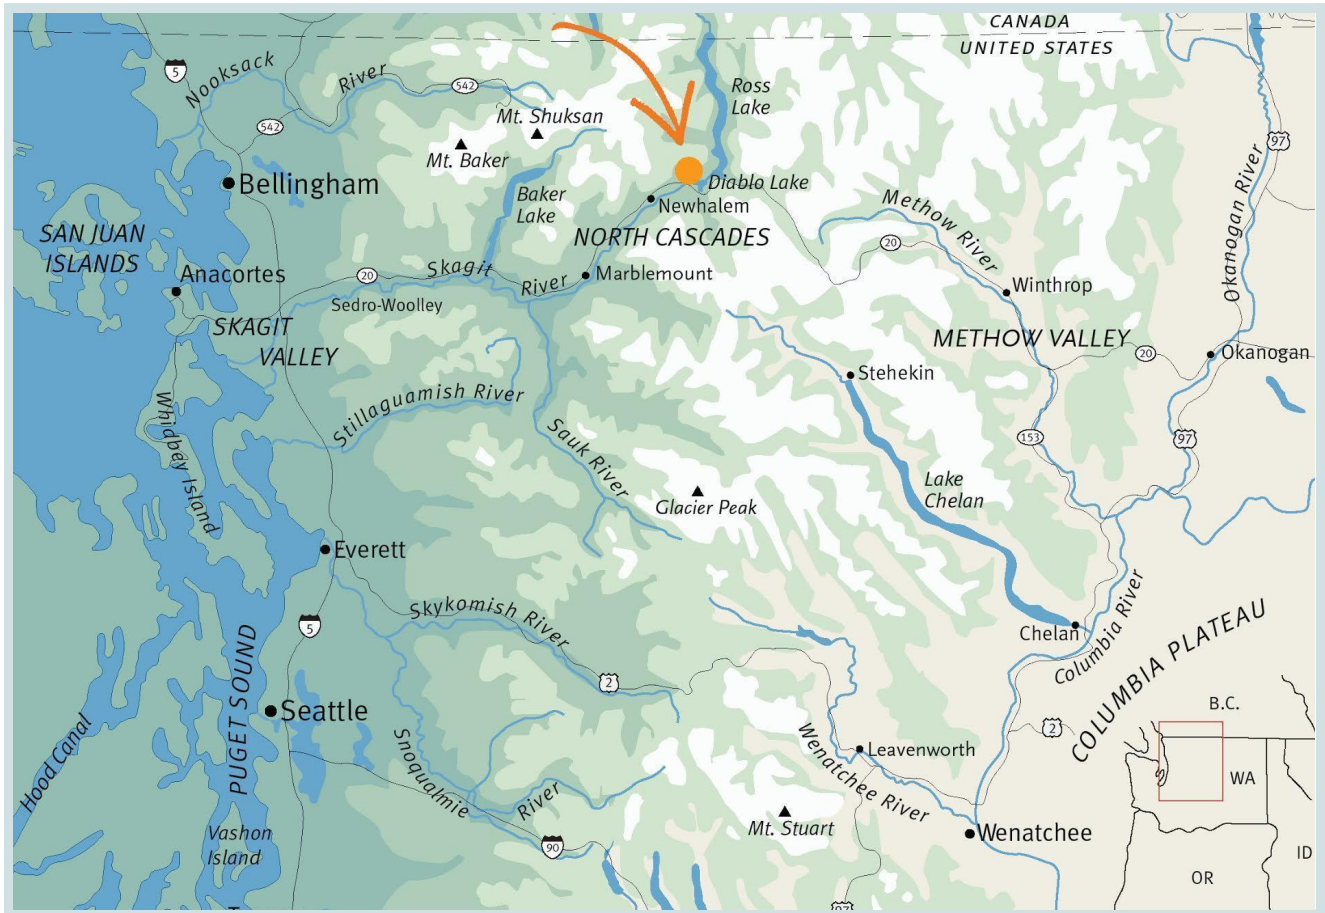 CANADA
UNITED STATES
5
Nooksack
River
542
542
Mt. Shuksan
Mt. Baker
Ross
Lake
97
Bellingham
Baker
Lake
Diablo Lake
Newhalem
Okanogan River
Methow River
SAN JUAN
ISLANDS
NORTH CASCADES
20
Anacortes
20
Skagit
River
Marblemount
Sedro-Woolley
Winthrop
SKAGIT
VALLEY
METHOW VALLEY
20
Okanogan
Stehekin
Whidbey Island
Stillaguamish River
Sauk River
153
97
Lake
Chelan
Glacier Peak
Everett
Skykomish River
5
Chelan
Columbia River
COLUMBIA PLATEAU
PUGET SOUND
2
Seattle
B.C.
2
Hood Canal
Snoqualmie
River
Wenatchee River
Leavenworth
WA
Vashon
Island
Mt. Stuart
Wenatchee
90
ID
OR
97